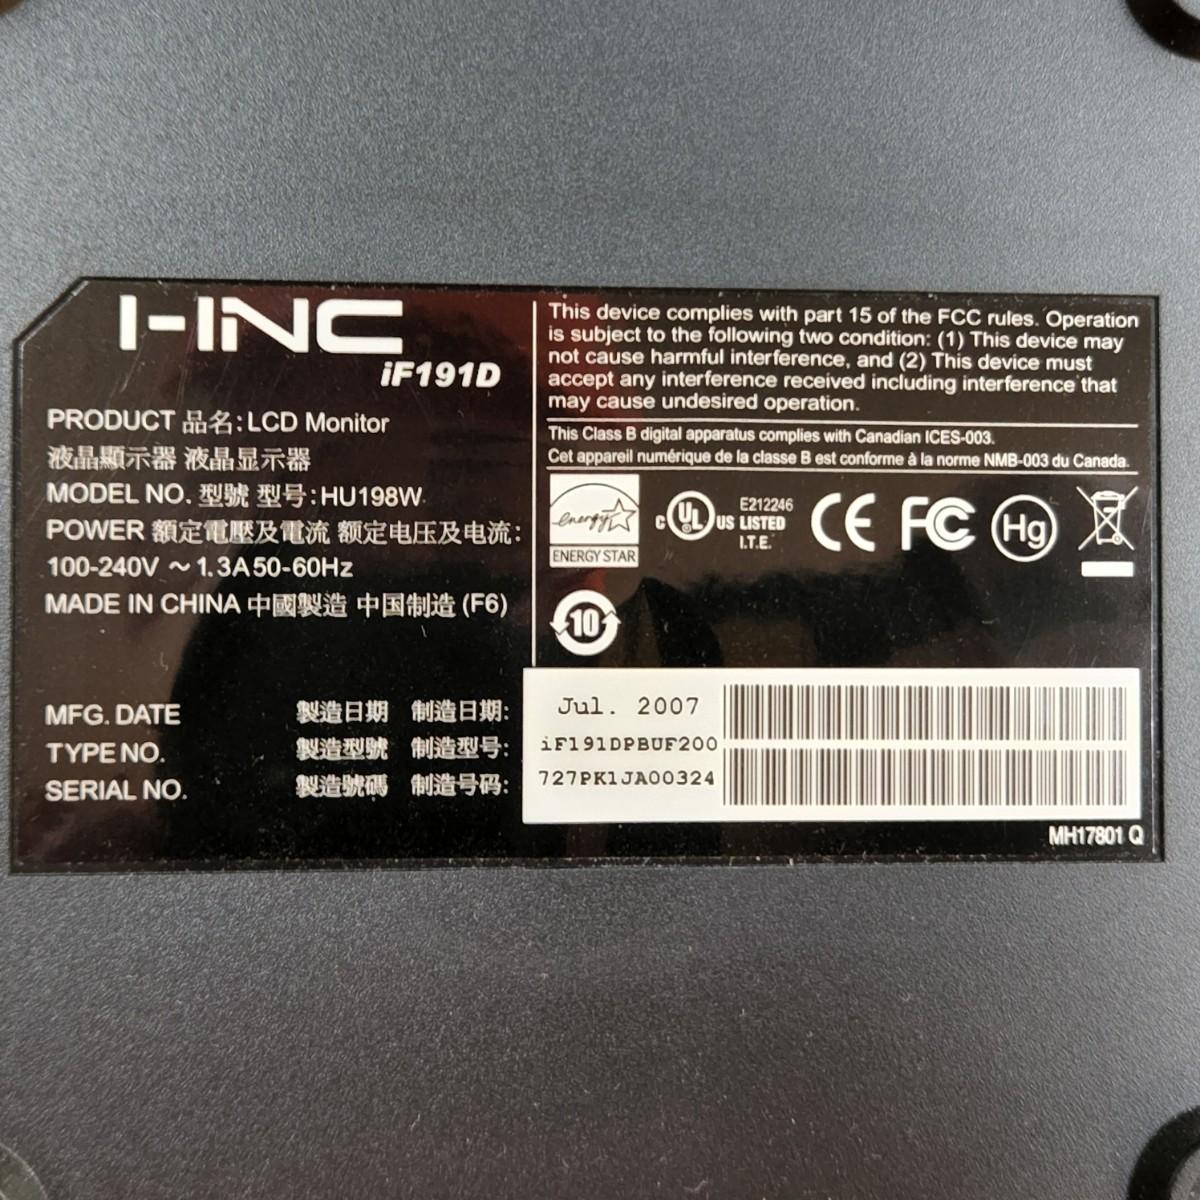 I-INC
iF191D
PRODUCT 品名:LCD Monitor
液晶顯示器 液晶显示器
MODEL NO. 型號 型号:HU198W
POWER 額定電壓及電流 额定电压及电流:
100-240V ～1.3A 50-60Hz
MADE IN CHINA 中國製造 中国制造 (F6)
This device complies with part 15 of the FCC rules. Operation
is subject to the following two condition: (1) This device may
not cause harmful interference, and (2) This device must
accept any interference received including interference that
may cause undesired operation.
This Class B digital apparatus complies with Canadian ICES-003.
Cet appareil numérique de la classe B est conforme à la norme NMB-003 du Canada.
energy
ENERGY STAR
C UL US LISTED
E212246
I.T.E.
CE FC Hg
10
MFG. DATE 製造日期 制造日期: Jul. 2007
TYPE NO. 製造型號 制造型号: iF191DPBUF200
SERIAL NO. 製造號碼 制造号码: 727PK1JA00324
MH17801 Q